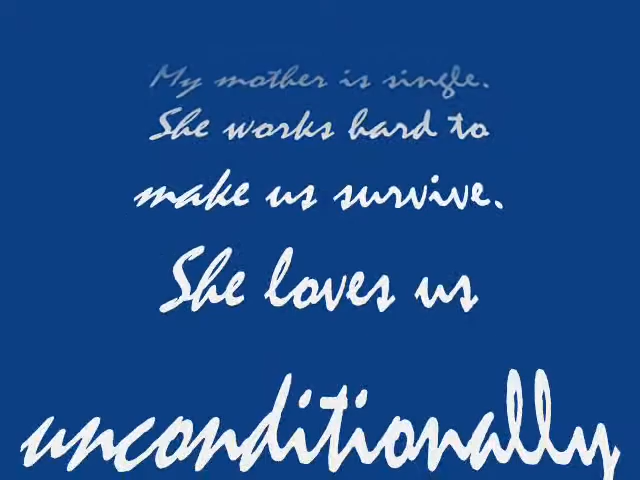 My mother is single.
She works hard to
make us survive.
She loves us
unconditionally